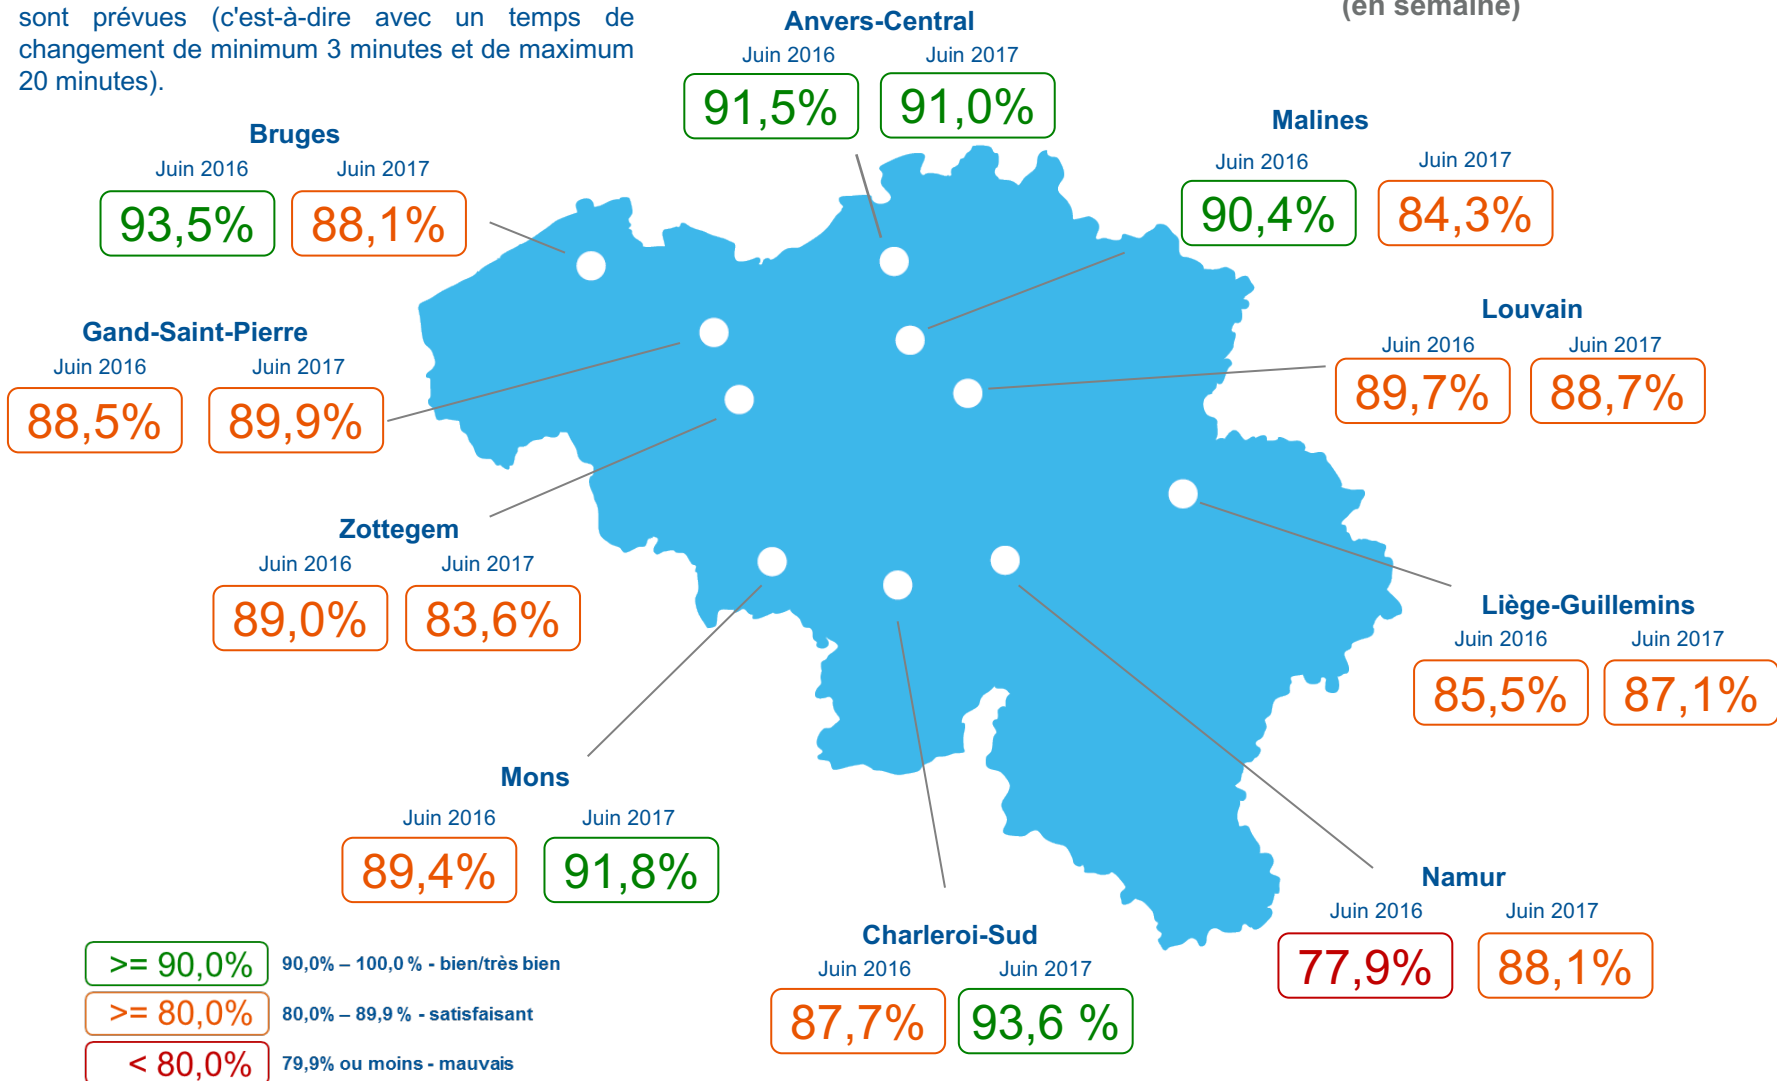 sont prévues (c'est-à-dire avec un temps de
changement de minimum 3 minutes et de maximum
20 minutes).
(en semaine)
Anvers-Central
Juin 2016 Juin 2017
91,5% 91,0%
Bruges
Juin 2016 Juin 2017
93,5% 88,1%
Malines
Juin 2016 Juin 2017
90,4% 84,3%
Gand-Saint-Pierre
Juin 2016 Juin 2017
88,5% 89,9%
Louvain
Juin 2016 Juin 2017
89,7% 88,7%
Zottegem
Juin 2016 Juin 2017
89,0% 83,6%
Liège-Guillemins
Juin 2016 Juin 2017
85,5% 87,1%
Mons
Juin 2016 Juin 2017
89,4% 91,8%
Charleroi-Sud
Juin 2016 Juin 2017
87,7% 93,6 %
Namur
Juin 2016 Juin 2017
77,9% 88,1%
>= 90,0% 90,0% – 100,0 % - bien/très bien
>= 80,0% 80,0% – 89,9 % - satisfaisant
< 80,0% 79,9% ou moins - mauvais